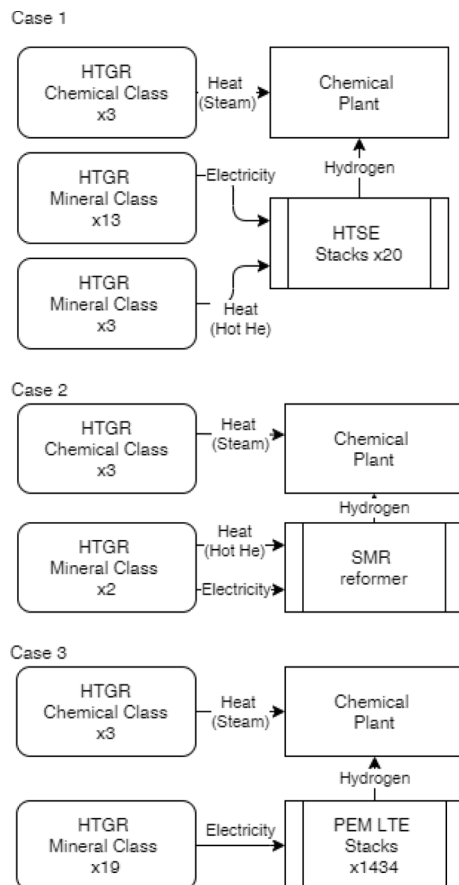 Case 1
HTGR
Chemical Class
x3
Heat
(Steam)
Chemical
Plant
HTGR
Mineral Class
x13
Electricity
Hydrogen
HTSE
Stacks x20
HTGR
Mineral Class
x3
Heat
(Hot He)
Case 2
HTGR
Chemical Class
x3
Heat
(Steam)
Chemical
Plant
HTGR
Mineral Class
x2
Heat
(Hot He)
Electricity
Hydrogen
SMR
reformer
Case 3
HTGR
Chemical Class
x3
Heat
(Steam)
Chemical
Plant
HTGR
Mineral Class
x19
Electricity
Hydrogen
PEM LTE
Stacks
x1434